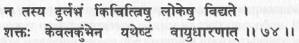 न तस्य दुर्लभं किंचित्त्रिषु लोकेषु विद्यते ।
शक्तः केवलकुंभेन यथेष्टं वायुधारणात् ।। ७४ ।।